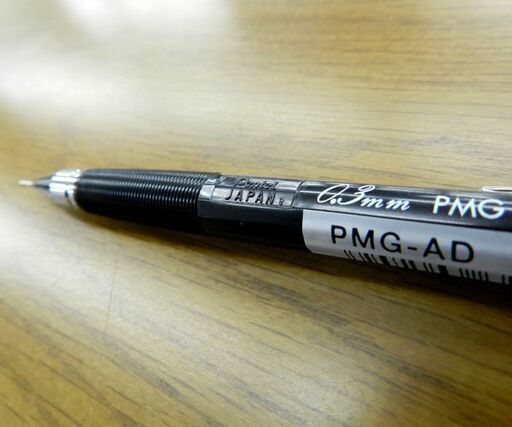 Pentel
JAPAN
0.3mm PMG
PMG-AD